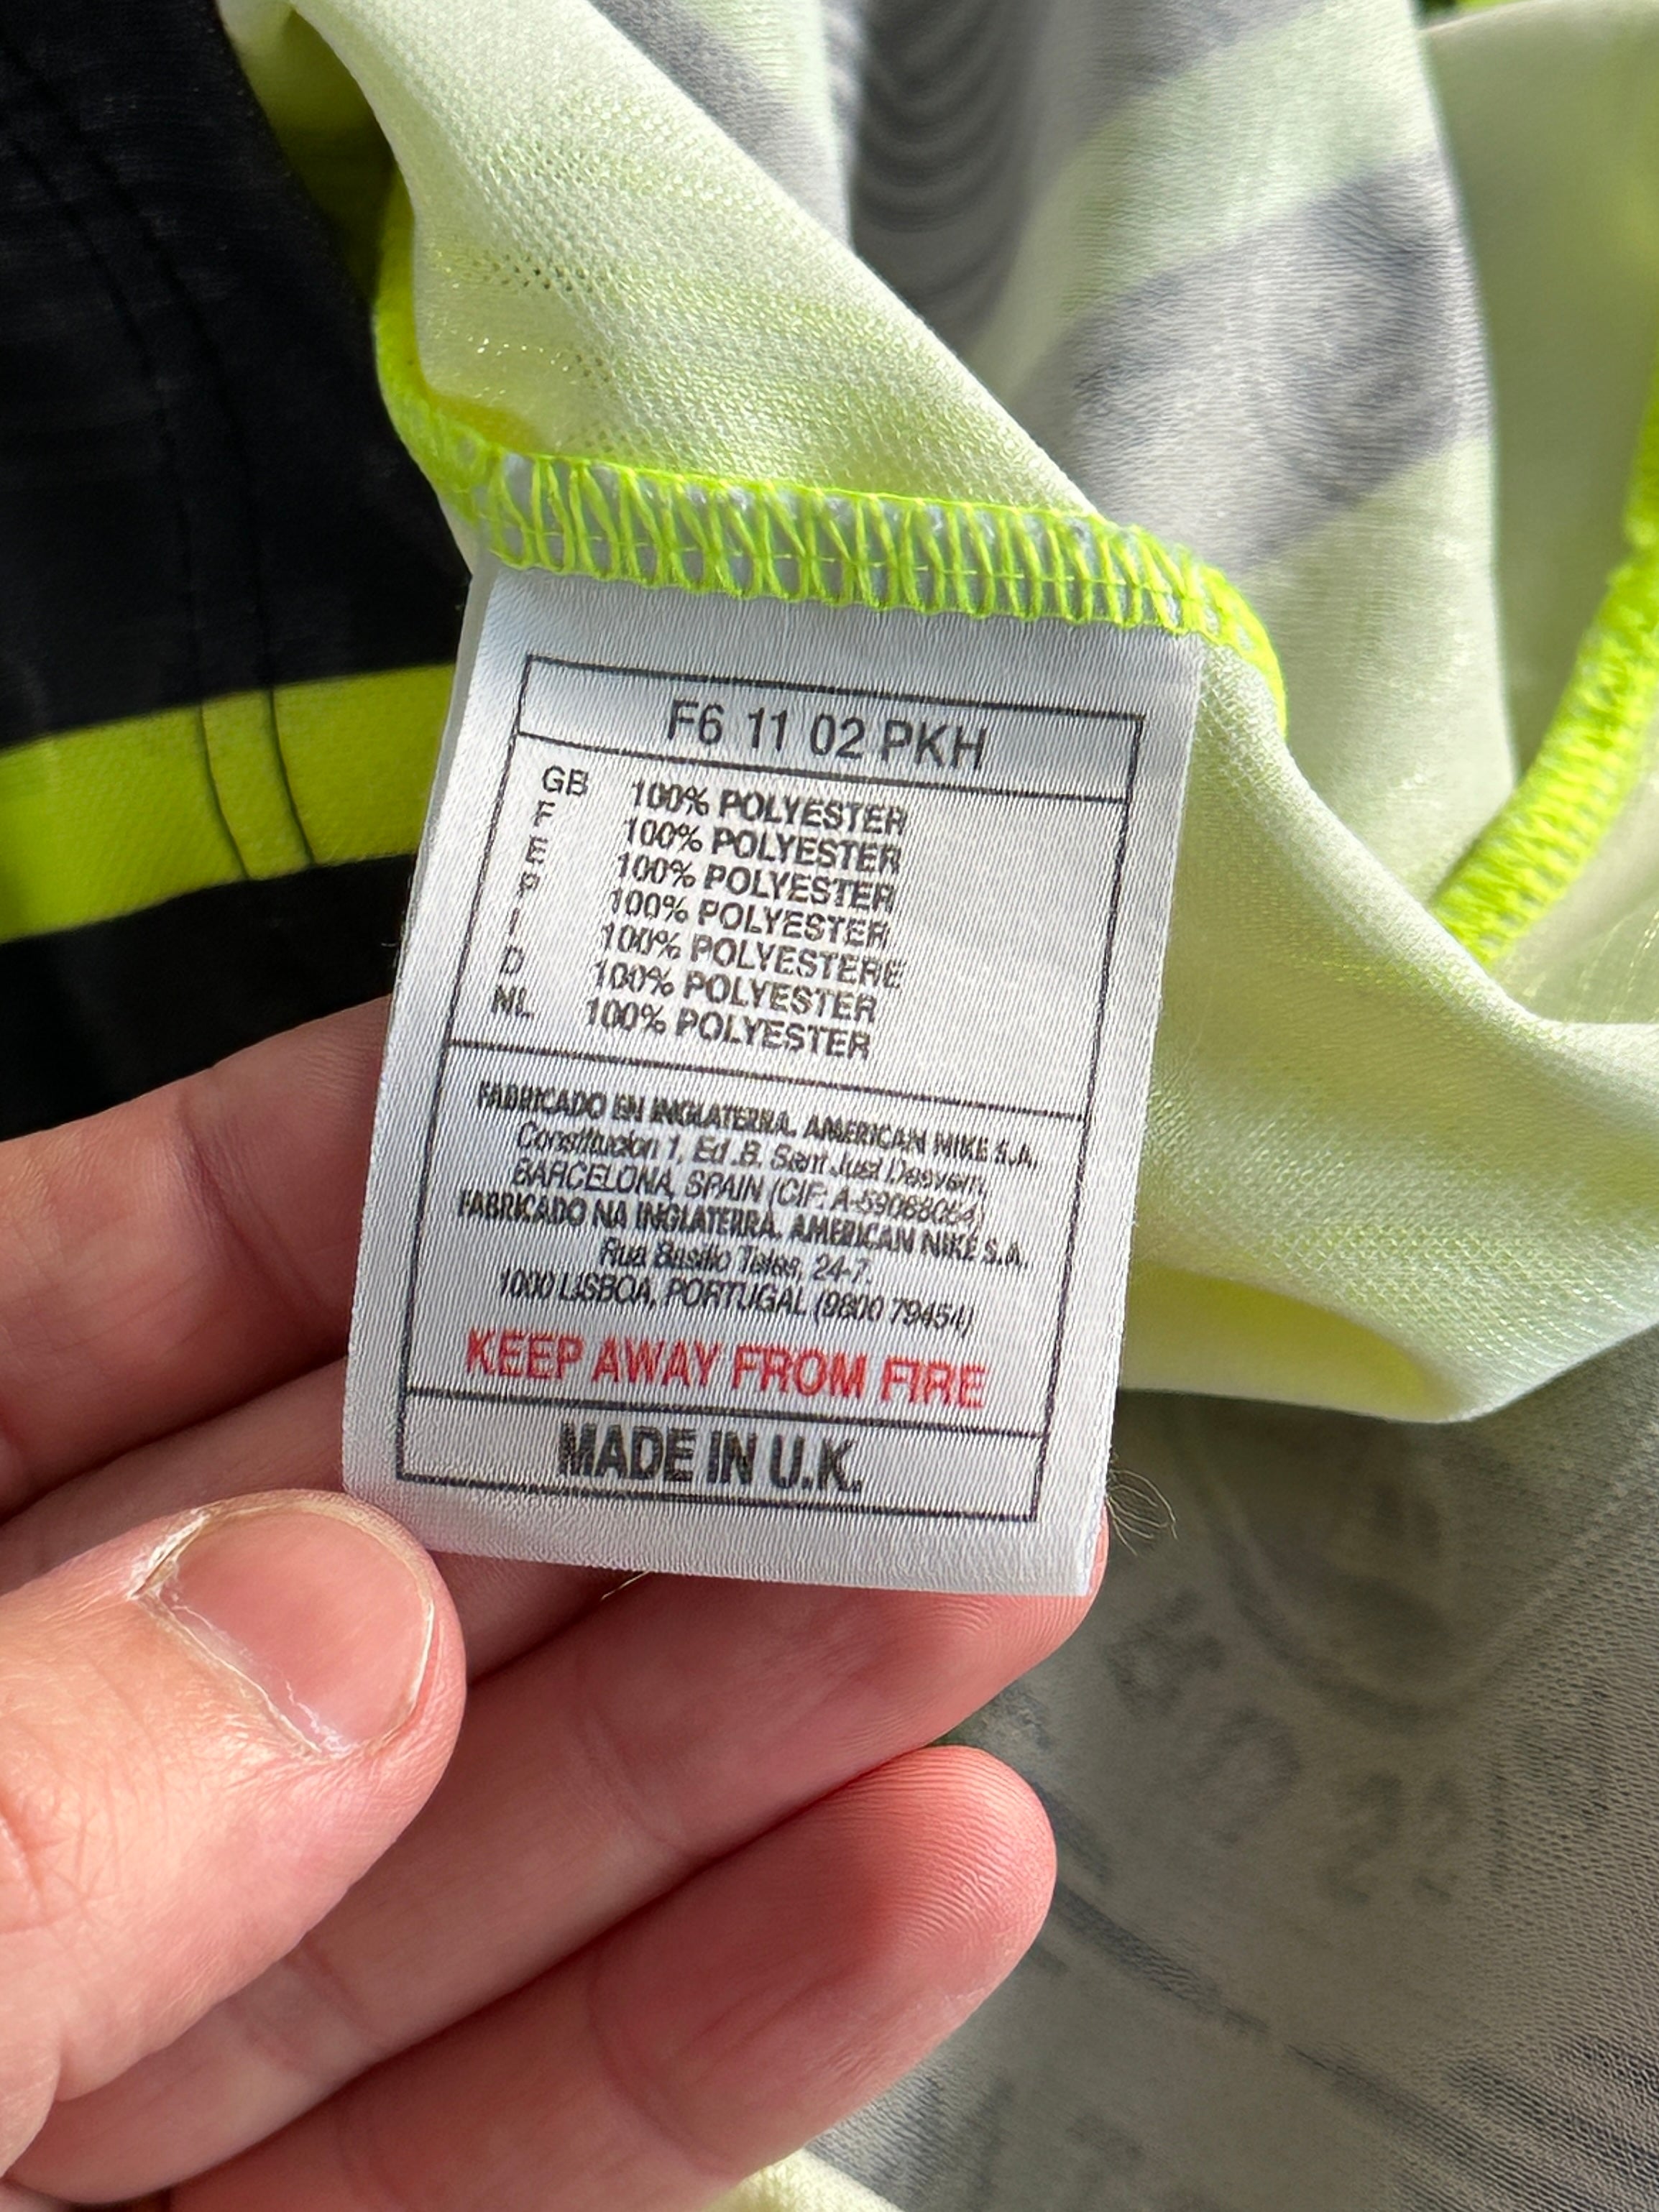 F6 11 02 PKH
GB 100% POLYESTER
F 100% POLYESTER
E 100% POLYESTER
P 100% POLYESTER
I 100% POLYESTERE
D 100% POLYESTER
NL 100% POLYESTER
FABRICADO EN INGLATERRA. AMERICAN NIKE S.A.
Constitucion 1, Ed .B. Sant Just Desvern,
BARCELONA, SPAIN (CIF: A-59088054)
FABRICADO NA INGLATERRA. AMERICAN NIKE S.A.
Rua Basilio Teles, 24-7.
1000 LISBOA, PORTUGAL (9800 79454)
KEEP AWAY FROM FIRE
MADE IN U.K.